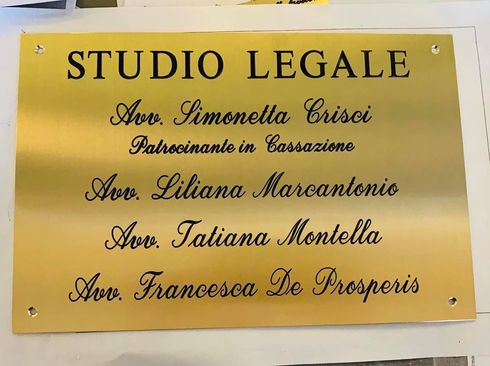 STUDIO LEGALE
Avv. Simonetta Crisci
Patrocinante in Cassazione
Avv. Liliana Marcantonio
Avv. Tatiana Montella
Avv. Francesca De Prosperis